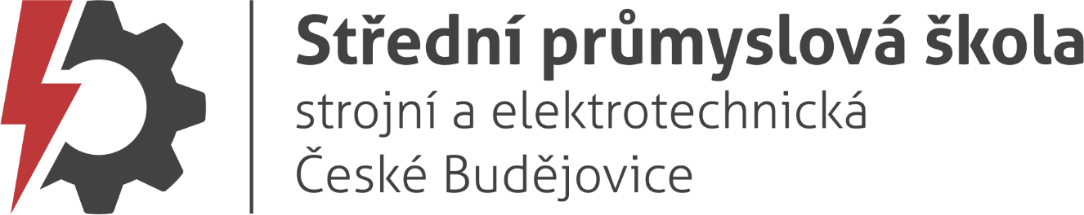 Střední průmyslová škola
strojní a elektrotechnická
České Budějovice